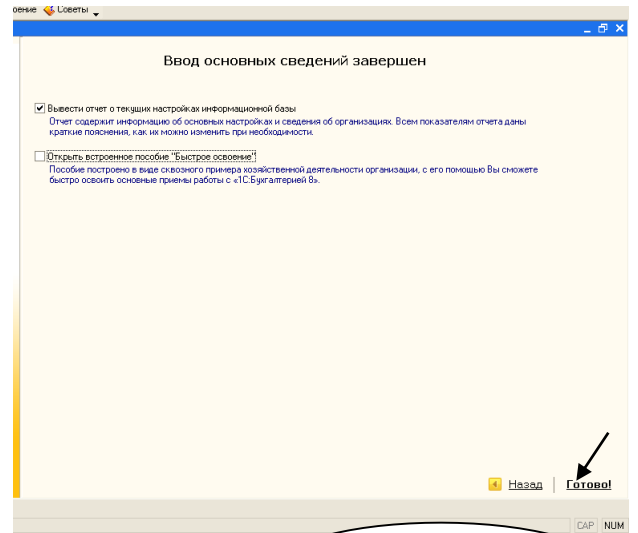 оение Советы
Ввод основных сведений завершен
Вывести отчет о текущих настройках информационной базы
Отчет содержит информацию об основных настройках и сведения об организациях. Всем показателям отчета даны
краткие пояснения, как их можно изменить при необходимости.
Открыть встроенное пособие "Быстрое освоение"
Пособие построено в виде сквозного примера хозяйственной деятельности организации, с его помощью Вы сможете
быстро освоить основные приемы работы с «1С:Бухгалтерией 8».
Назад Готово!
CAP NUM